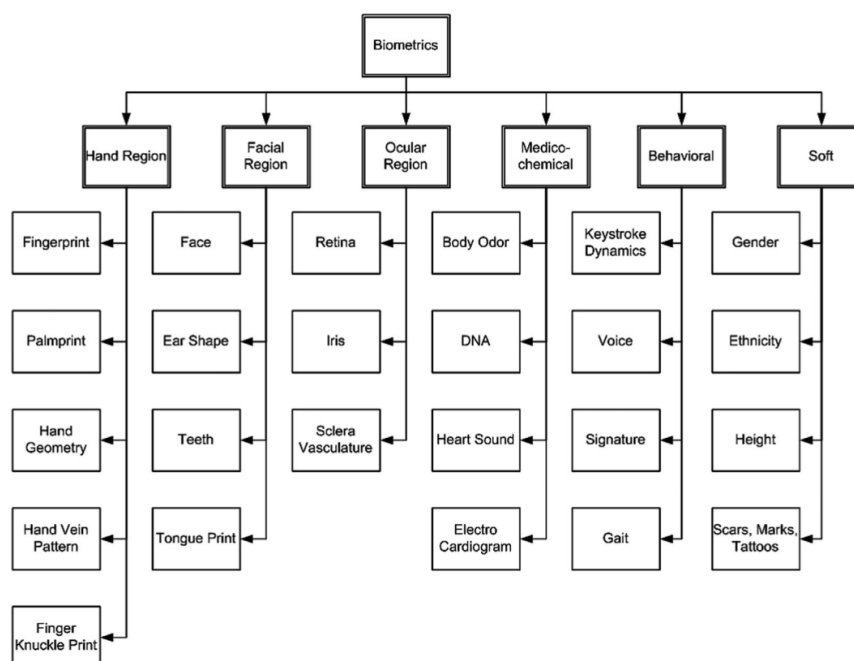 Biometrics
Hand Region
Facial
Region
Ocular
Region
Medico-
chemical
Behavioral
Soft
Fingerprint
Face
Retina
Body Odor
Keystroke
Dynamics
Gender
Palmprint
Ear Shape
Iris
DNA
Voice
Ethnicity
Hand
Geometry
Teeth
Sclera
Vasculature
Heart Sound
Signature
Height
Hand Vein
Pattern
Tongue Print
Electro
Cardiogram
Gait
Scars, Marks,
Tattoos
Finger
Knuckle Print